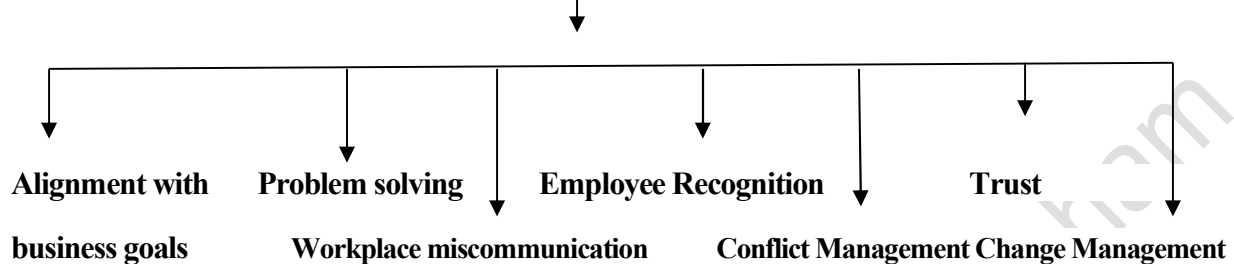 Alignment with Problem solving Employee Recognition Trust
business goals Workplace miscommunication Conflict Management Change Management